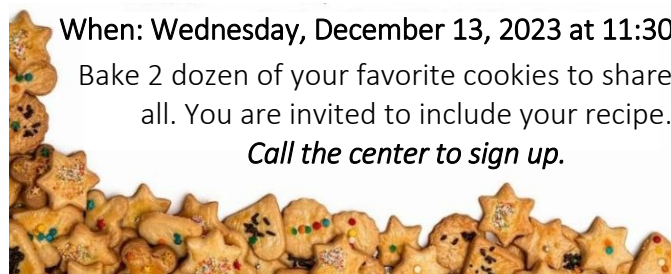 When: Wednesday, December 13, 2023 at 11:30
Bake 2 dozen of your favorite cookies to share
all. You are invited to include your recipe.
Call the center to sign up.